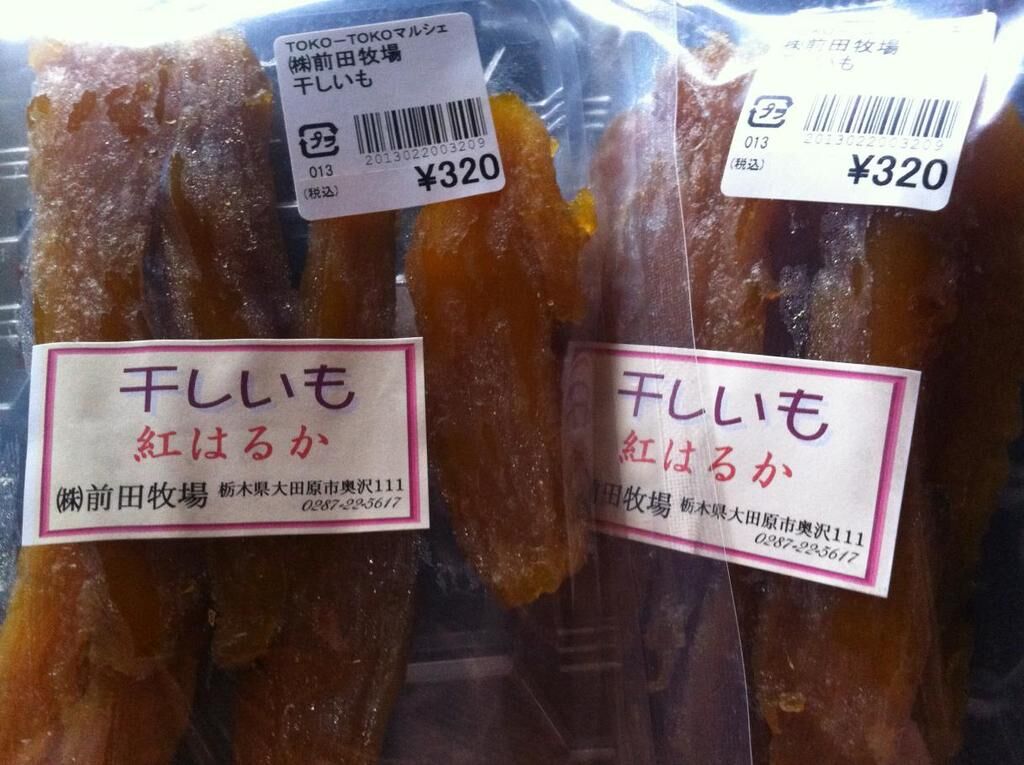 TOKO-TOKOマルシェ
㈱前田牧場
干しいも
プラ
2013022003209
013
(税込)
¥320
㈱前田牧場
いも
プラ
2013022003209
013
(税込)
¥320
干しいも
紅はるか
㈱前田牧場 栃木県大田原市奥沢111
0287-22-5617
干しいも
紅はるか
前田牧場 栃木県大田原市奥沢111
0287-22-5617